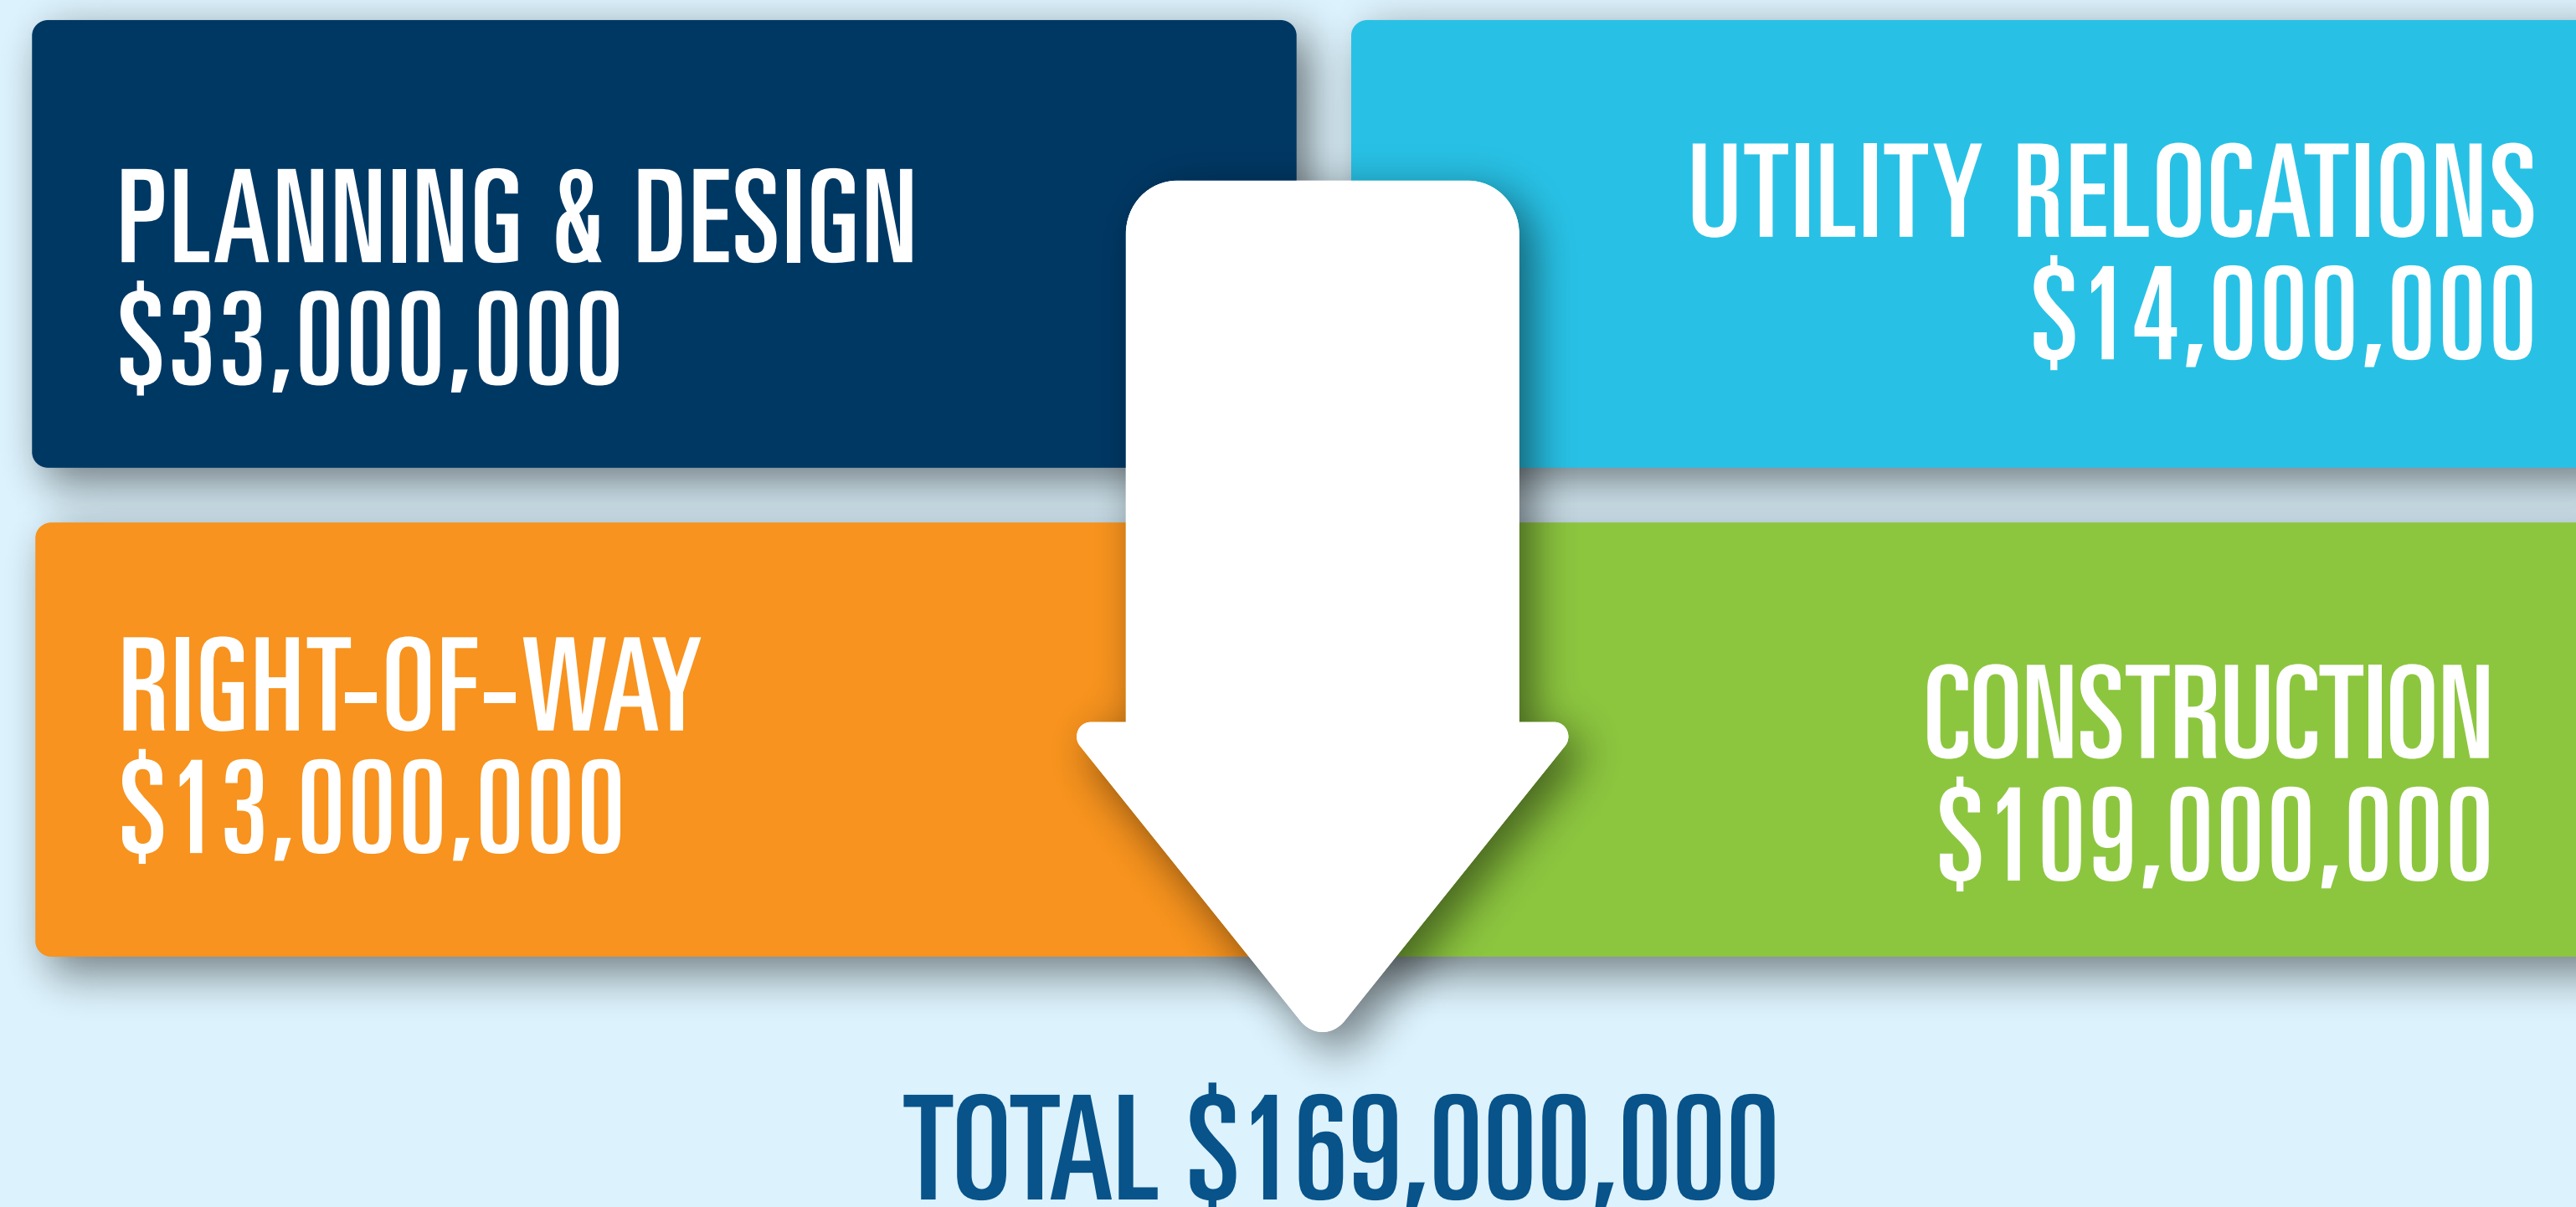 PLANNING & DESIGN
$33,000,000
UTILITY RELOCATIONS
$14,000,000
RIGHT-OF-WAY
$13,000,000
CONSTRUCTION
$109,000,000
TOTAL $169,000,000